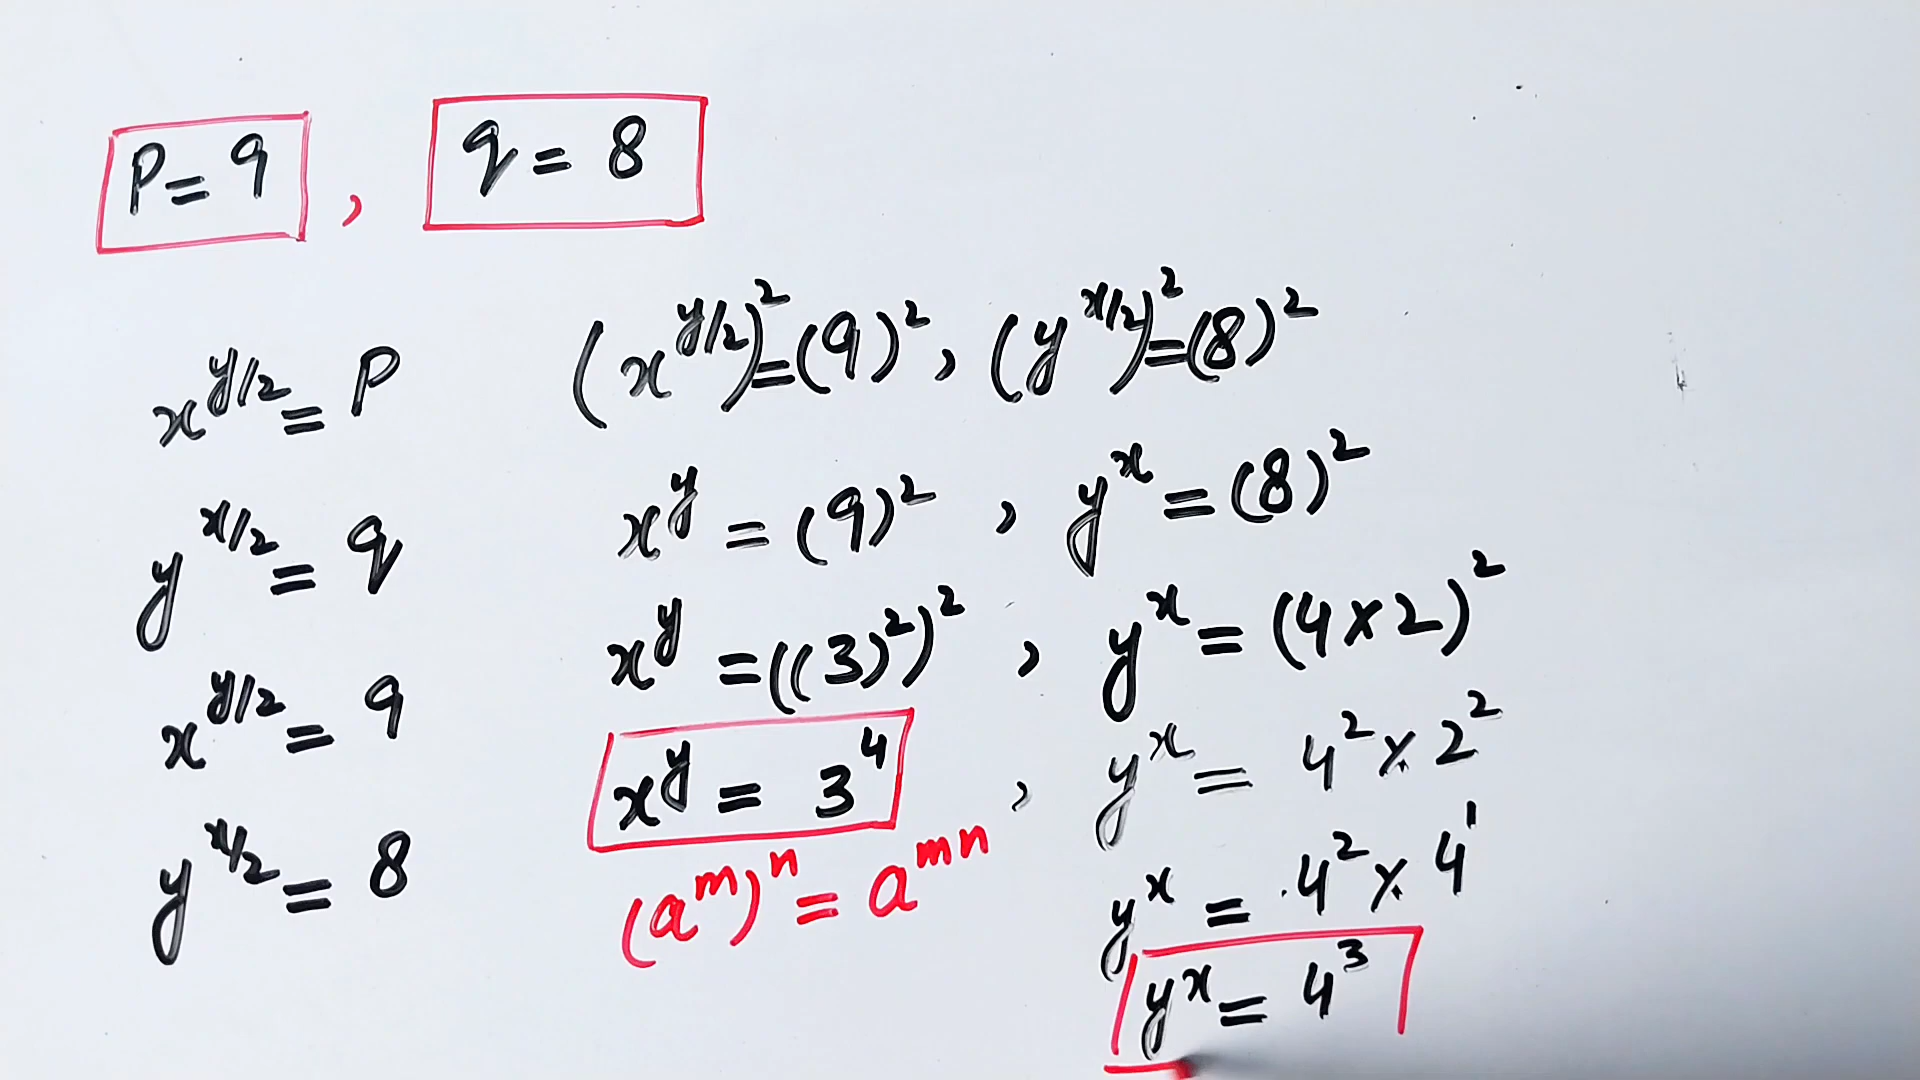 P = 9 , q = 8
x^{y/2} = P
y^{x/2} = q
x^{y/2} = 9
y^{x/2} = 8
(x^{y/2})^2 = (9)^2 , (y^{x/2})^2 = (8)^2
x^y = (9)^2 , y^x = (8)^2
x^y = ((3)^2)^2 , y^x = (4 × 2)^2
x^y = 3^4 , y^x = 4^2 × 2^2
(a^m)^n = a^{mn}
y^x = 4^2 × 4^1
y^x = 4^3